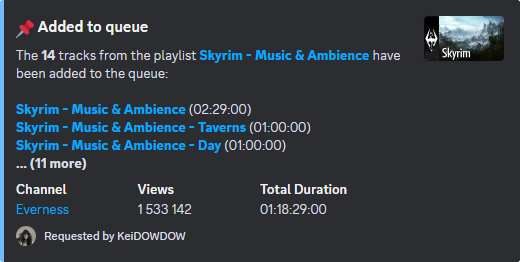 📌 Added to queue
Skyrim
The 14 tracks from the playlist Skyrim - Music & Ambience have
been added to the queue:
Skyrim - Music & Ambience (02:29:00)
Skyrim - Music & Ambience - Taverns (01:00:00)
Skyrim - Music & Ambience - Day (01:00:00)
... (11 more)
Channel Views Total Duration
Everness 1 533 142 01:18:29:00
Requested by KeiDOWDOW